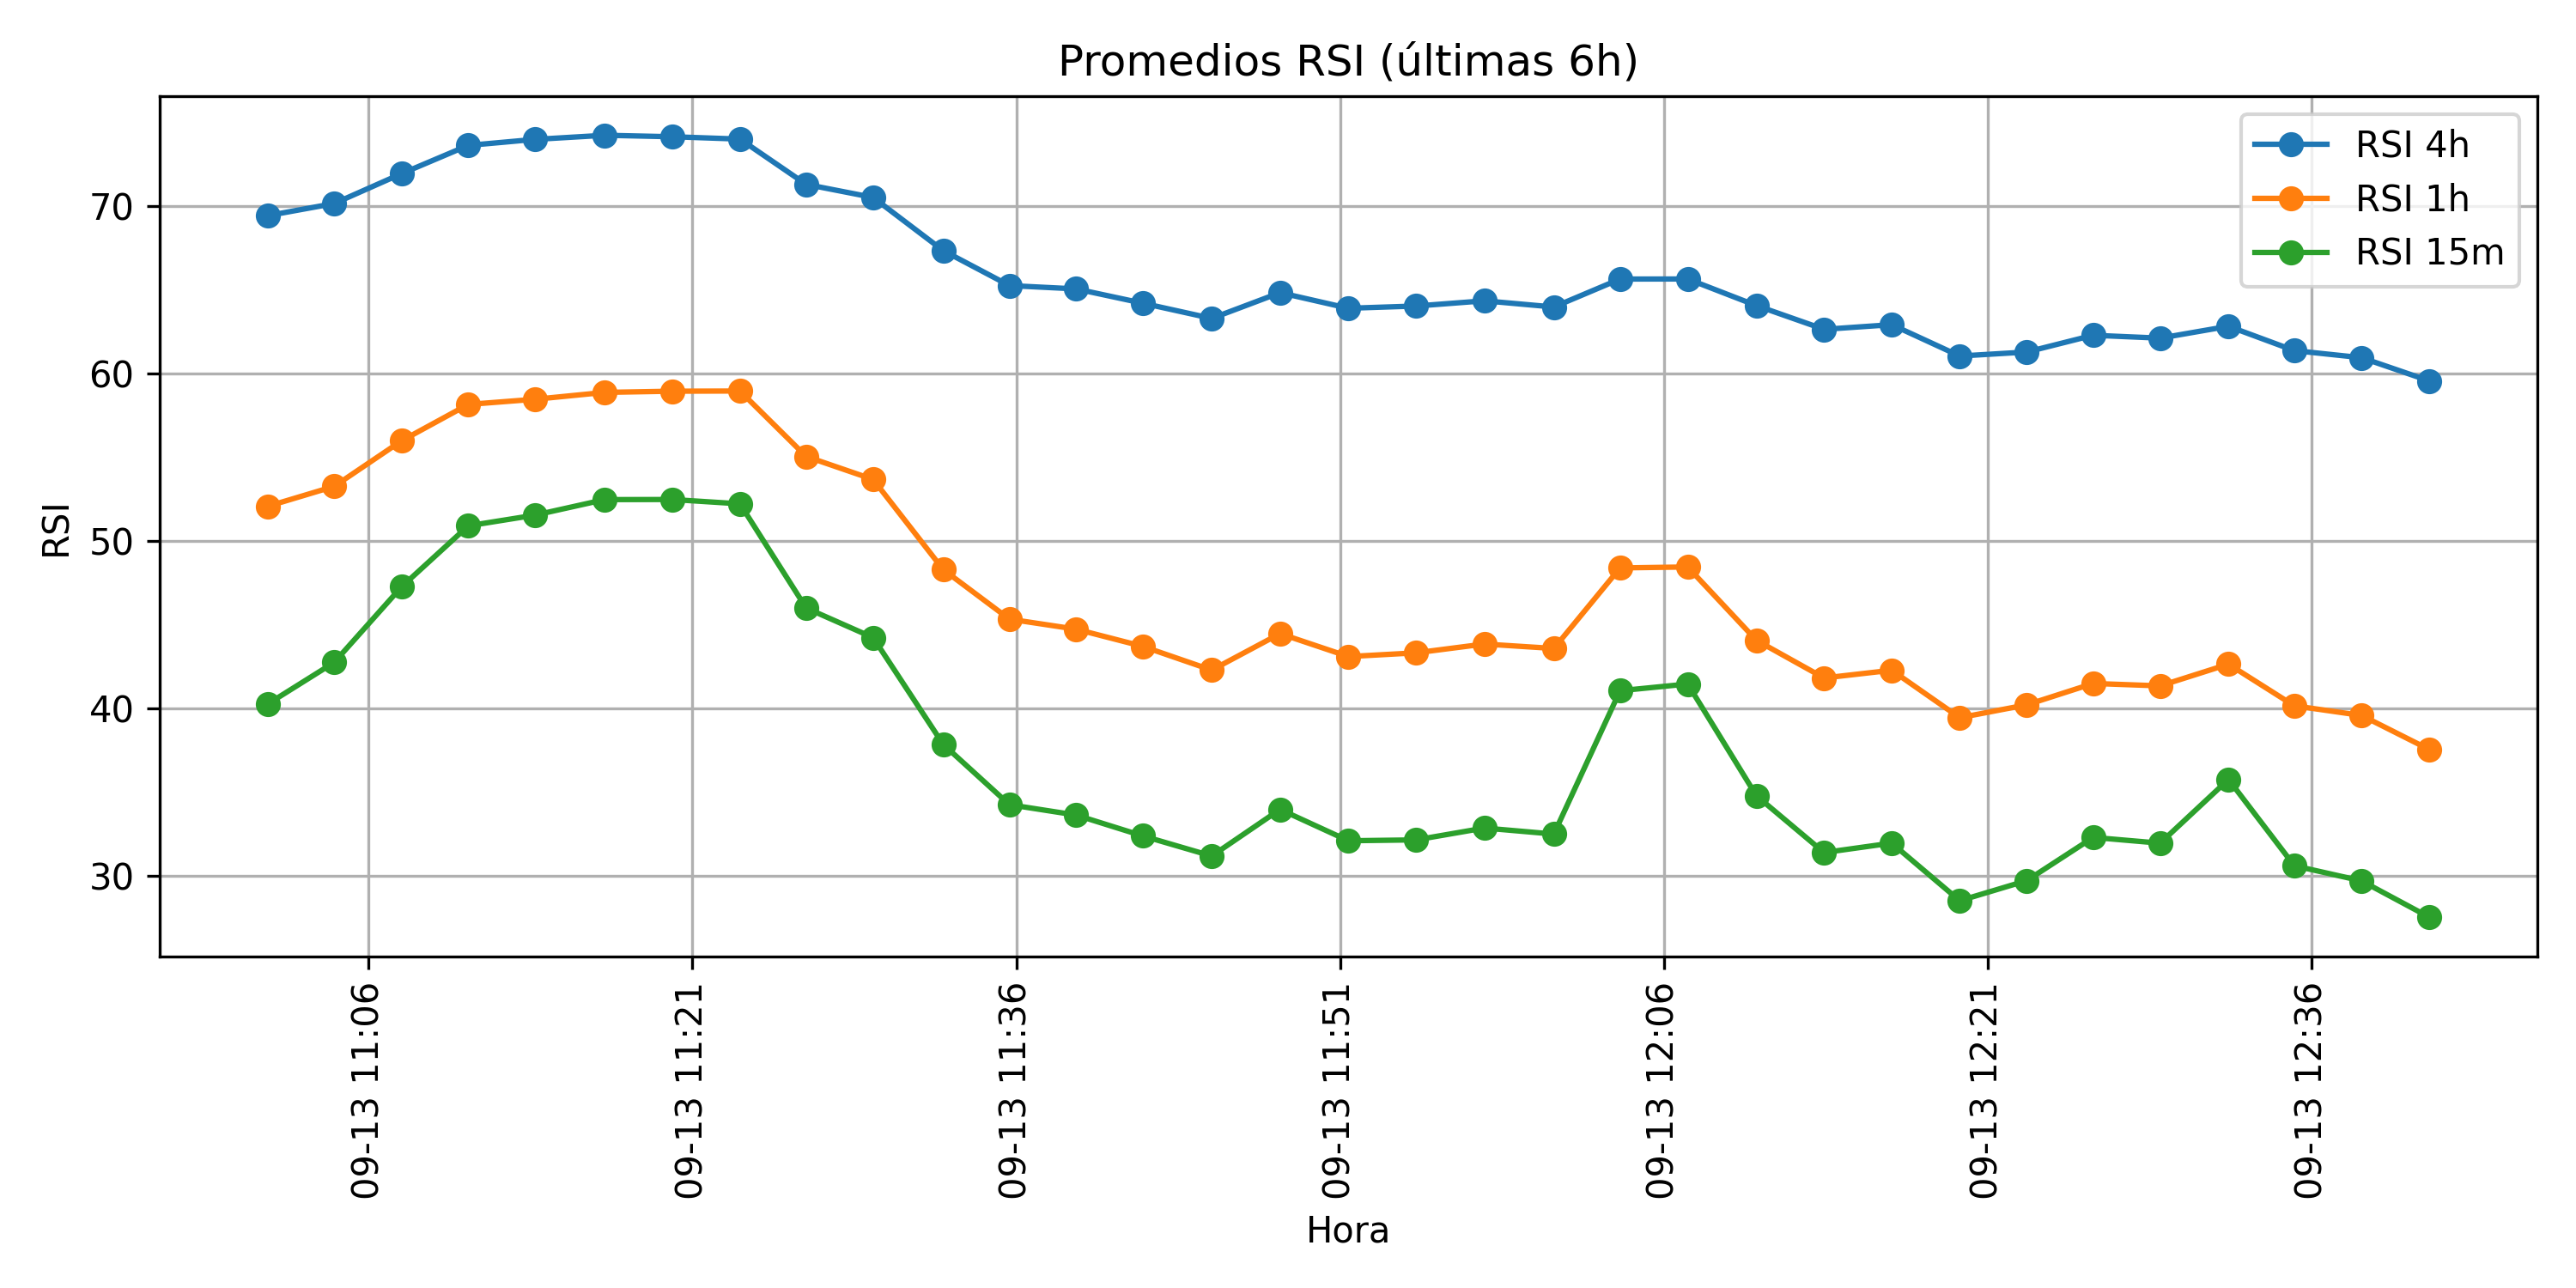 Promedios RSI (últimas 6h)
RSI 4h
RSI 1h
RSI 15m
RSI
70
60
50
40
30
09-13 11:06
09-13 11:21
09-13 11:36
09-13 11:51
09-13 12:06
09-13 12:21
09-13 12:36
Hora